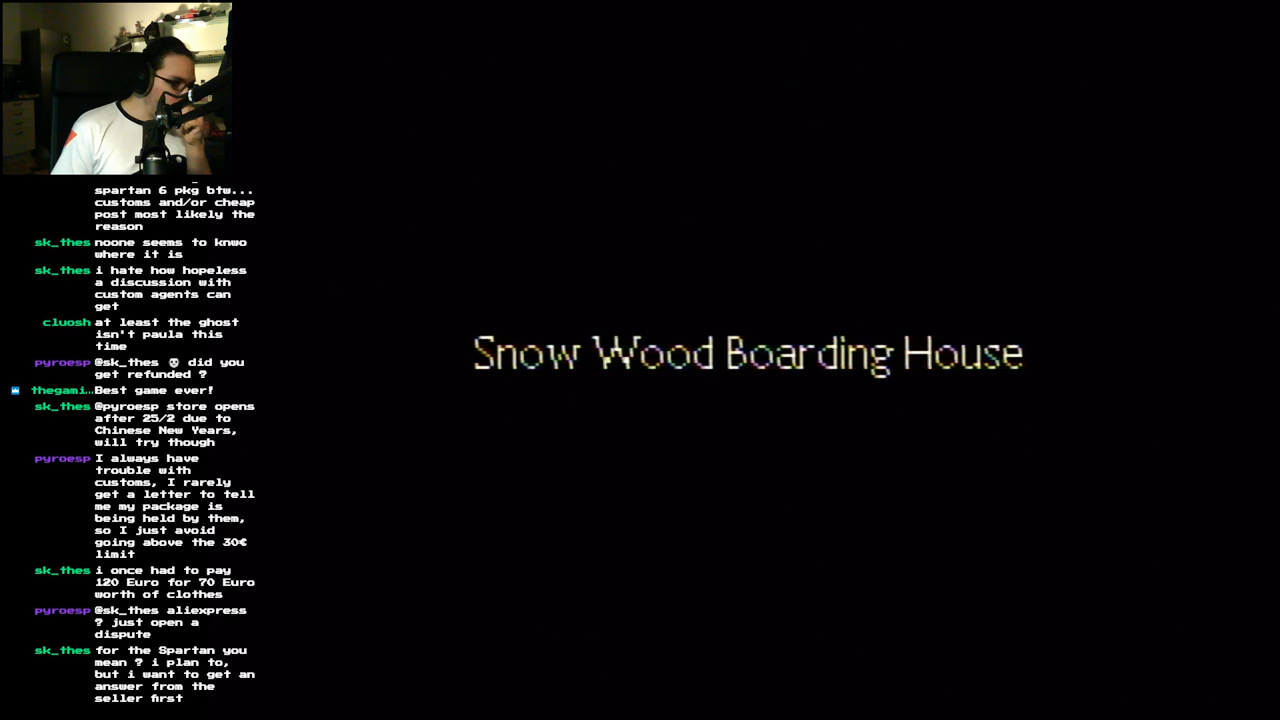 spartan 6 pkg btw...
customs and/or cheap
post most likely the
reason
sk_thes noone seems to knwo
where it is
sk_thes i hate how hopeless
a discussion with
custom agents can
get
cluosh at least the ghost
isn't paula this
time
pyroesp @sk_thes 💀 did you
get refunded ?
thegami… Best game ever!
sk_thes @pyroesp store opens
after 25/2 due to
Chinese New Years,
will try though
pyroesp I always have
trouble with
customs, I rarely
get a letter to tell
me my package is
being held by them,
so I just avoid
going above the 30€
limit
sk_thes i once had to pay
120 Euro for 70 Euro
worth of clothes
pyroesp @sk_thes aliexpress
? just open a
dispute
sk_thes for the Spartan you
mean ? i plan to,
but i want to get an
answer from the
seller first
Snow Wood Boarding House